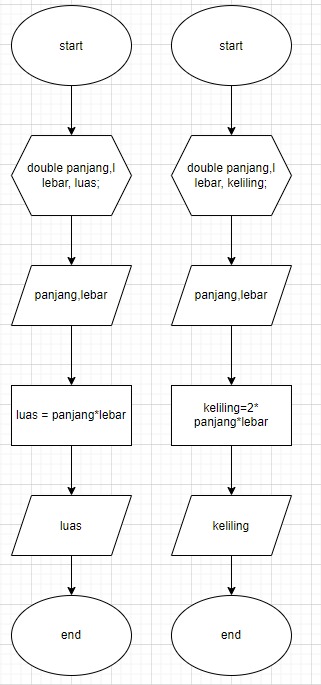 start
double panjang,l
lebar, luas;
panjang,lebar
luas = panjang*lebar
luas
end
start
double panjang,l
lebar, keliling;
panjang,lebar
keliling=2*
panjang*lebar
keliling
end